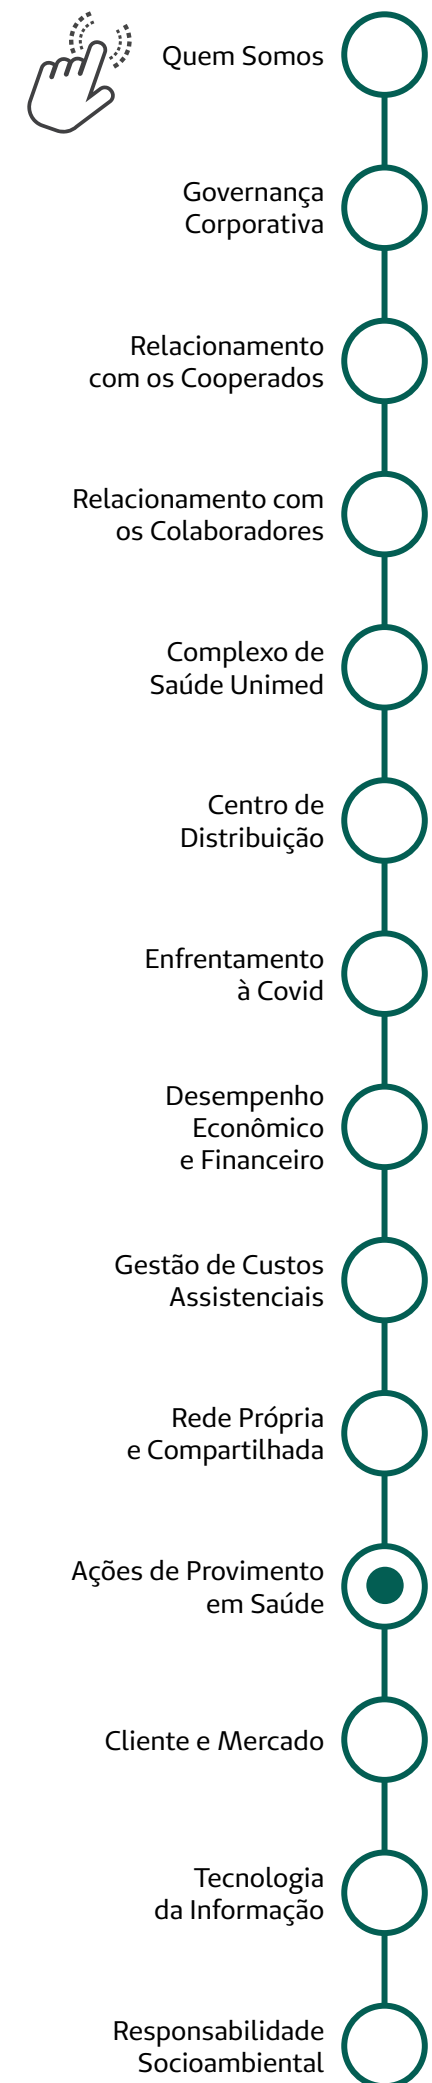 Quem Somos
Governança
Corporativa
Relacionamento
com os Cooperados
Relacionamento com
os Colaboradores
Complexo de
Saúde Unimed
Centro de
Distribuição
Enfrentamento
à Covid
Desempenho
Econômico
e Financeiro
Gestão de Custos
Assistenciais
Rede Própria
e Compartilhada
Ações de Provimento
em Saúde
Cliente e Mercado
Tecnologia
da Informação
Responsabilidade
Socioambiental